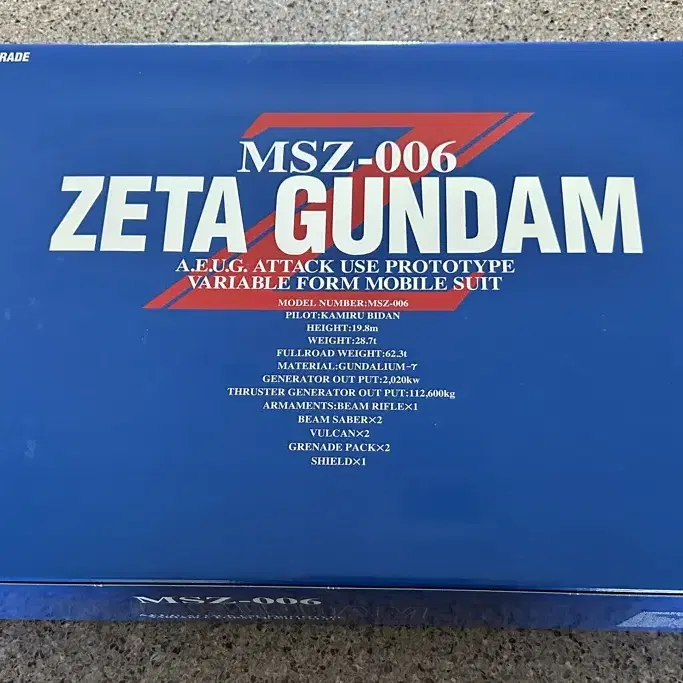 RADE
MSZ-006
ZETA GUNDAM
A.E.U.G. ATTACK USE PROTOTYPE
VARIABLE FORM MOBILE SUIT
MODEL NUMBER:MSZ-006
PILOT:KAMIRU BIDAN
HEIGHT:19.8m
WEIGHT:28.7t
FULLROAD WEIGHT:62.3t
MATERIAL:GUNDALIUM-γ
GENERATOR OUT PUT:2,020kw
THRUSTER GENERATOR OUT PUT:112,600kg
ARMAMENTS:BEAM RIFLE×1
BEAM SABER×2
VULCAN×2
GRENADE PACK×2
SHIELD×1
MSZ-006